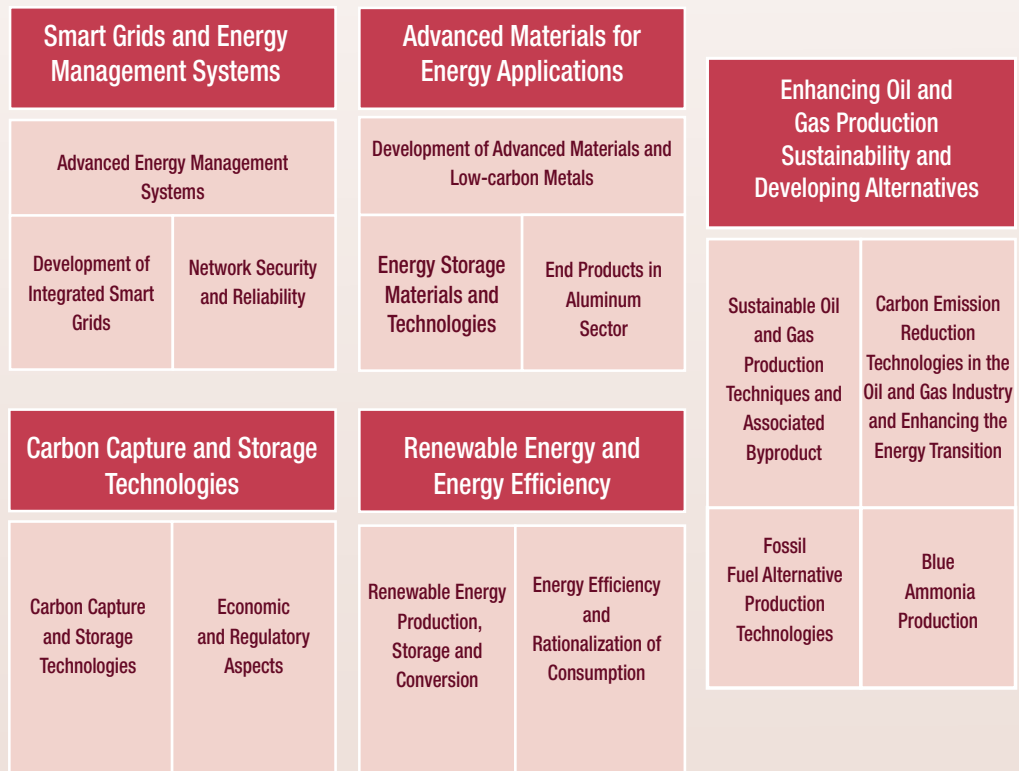 Smart Grids and Energy
Management Systems
Advanced Energy Management
Systems
Development of
Integrated Smart
Grids
Network Security
and Reliability
Advanced Materials for
Energy Applications
Development of Advanced Materials and
Low-carbon Metals
Energy Storage
Materials and
Technologies
End Products in
Aluminum
Sector
Enhancing Oil and
Gas Production
Sustainability and
Developing Alternatives
Sustainable Oil
and Gas
Production
Techniques and
Associated
Byproduct
Carbon Emission
Reduction
Technologies in the
Oil and Gas Industry
and Enhancing the
Energy Transition
Fossil
Fuel Alternative
Production
Technologies
Blue
Ammonia
Production
Carbon Capture and Storage
Technologies
Carbon Capture
and Storage
Technologies
Economic
and Regulatory
Aspects
Renewable Energy and
Energy Efficiency
Renewable Energy
Production,
Storage and
Conversion
Energy Efficiency
and
Rationalization of
Consumption